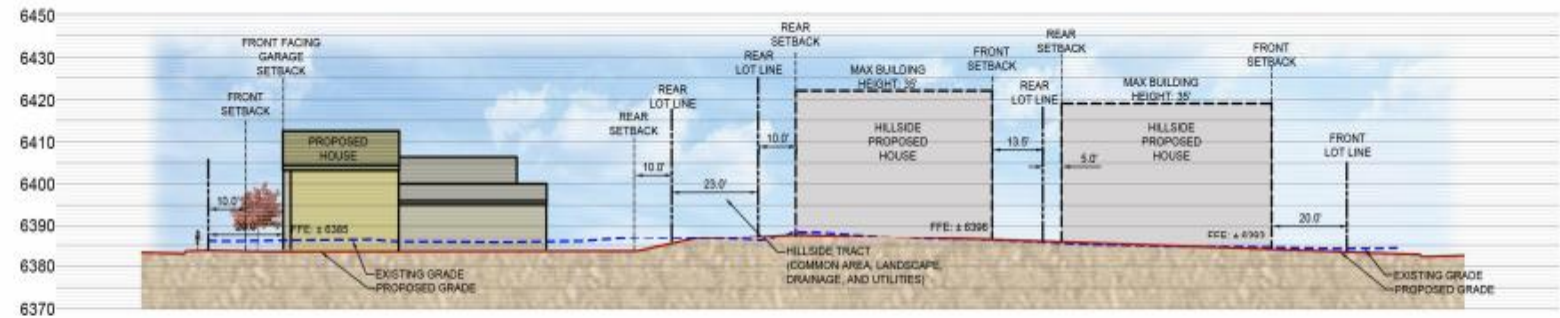 6450
6430
6420
6410
6400
6390
6380
6370
FRONT
SETBACK
FRONT FACING
GARAGE
SETBACK
PROPOSED
HOUSE
10.0'
FFE: ± 6385
EXISTING GRADE
PROPOSED GRADE
REAR
SETBACK
10.0'
REAR
LOT LINE
23.0'
REAR
LOT LINE
10.0'
REAR
SETBACK
MAX BUILDING
HEIGHT: 35'
HILLSIDE
PROPOSED
HOUSE
FFE: ± 6396
HILLSIDE TRACT
(COMMON AREA, LANDSCAPE,
DRAINAGE, AND UTILITIES)
FRONT
SETBACK
13.5'
REAR
LOT LINE
REAR
SETBACK
5.0'
MAX BUILDING
HEIGHT: 35'
HILLSIDE
PROPOSED
HOUSE
FRONT
SETBACK
20.0'
FRONT
LOT LINE
EXISTING GRADE
PROPOSED GRADE